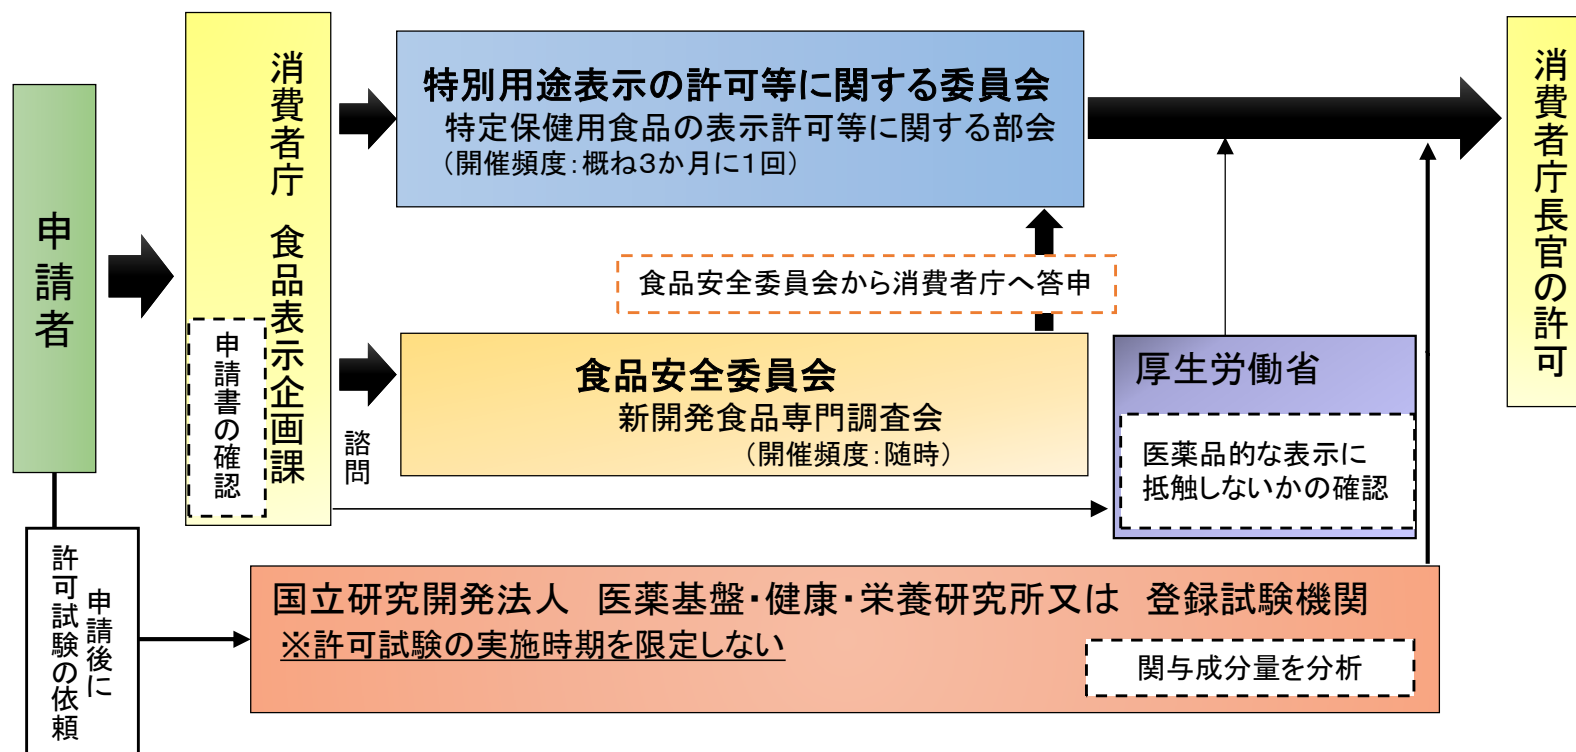 申請者
消費者庁 食品表示企画課
申請書の確認
特別用途表示の許可等に関する委員会
特定保健用食品の表示許可等に関する部会
（開催頻度：概ね3か月に1回）
食品安全委員会から消費者庁へ答申
諮問
食品安全委員会
新開発食品専門調査会
（開催頻度：随時）
厚生労働省
医薬品的な表示に
抵触しないかの確認
消費者庁長官の許可
申請後に
許可試験の依頼
国立研究開発法人　医薬基盤・健康・栄養研究所又は　登録試験機関
※許可試験の実施時期を限定しない
関与成分量を分析